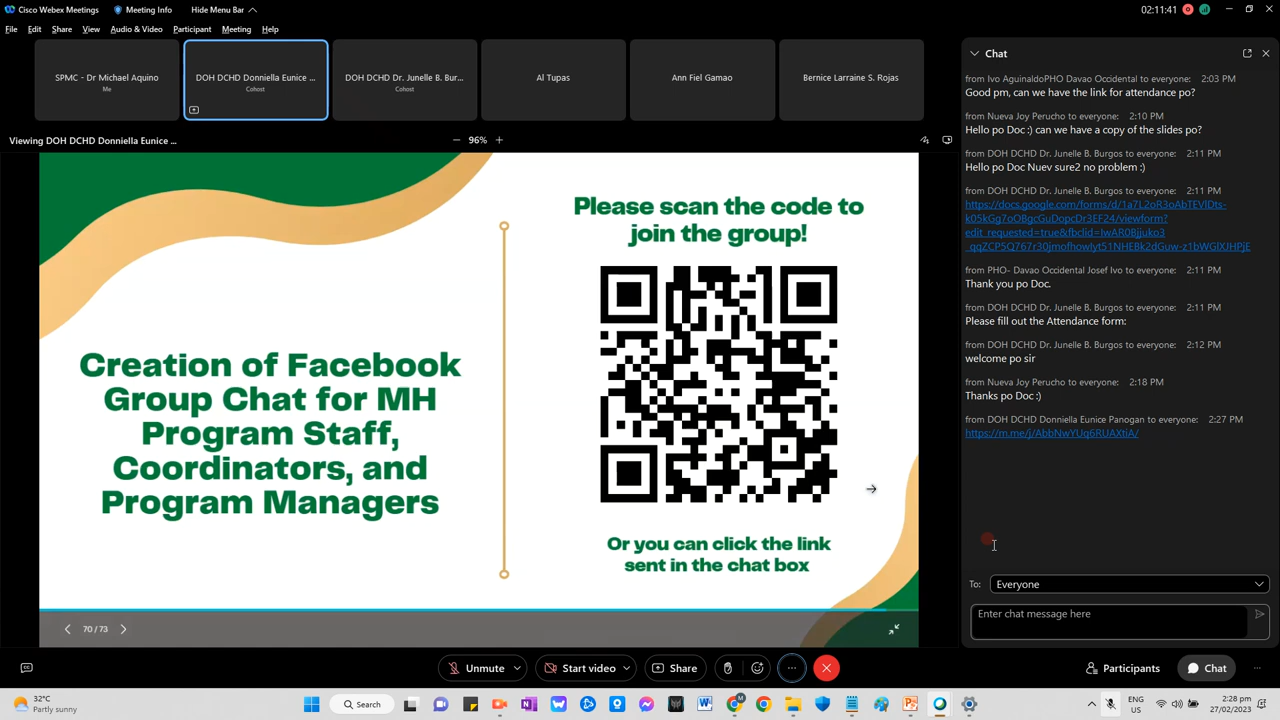 Cisco Webex Meetings
Meeting Info
Hide Menu Bar
02:11:41
File Edit Share View Audio & Video Participant Meeting Help
SPMC - Dr Michael Aquino
Me
DOH DCHD Donniella Eunice ...
Cohost
DOH DCHD Dr. Junelle B. Bur...
Cohost
Al Tupas
Ann Fiel Gamao
Bernice Larraine S. Rojas
Viewing DOH DCHD Donniella Eunice ...
96%
Creation of Facebook
Group Chat for MH
Program Staff,
Coordinators, and
Program Managers
Please scan the code to
join the group!
Or you can click the link
sent in the chat box
70 / 73
Chat
from Ivo AguinaldoPHO Davao Occidental to everyone: 2:03 PM
Good pm, can we have the link for attendance po?
from Nueva Joy Perucho to everyone: 2:10 PM
Hello po Doc :) can we have a copy of the slides po?
from DOH DCHD Dr. Junelle B. Burgos to everyone: 2:11 PM
Hello po Doc Nuev sure2 no problem :)
from DOH DCHD Dr. Junelle B. Burgos to everyone: 2:11 PM
edit_requested=true&fbclid=IwAR0Bjjuko3
from PHO- Davao Occidental Josef Ivo to everyone: 2:11 PM
Thank you po Doc.
from DOH DCHD Dr. Junelle B. Burgos to everyone: 2:11 PM
Please fill out the Attendance form:
from DOH DCHD Dr. Junelle B. Burgos to everyone: 2:12 PM
welcome po sir
from Nueva Joy Perucho to everyone: 2:18 PM
Thanks po Doc :)
from DOH DCHD Donniella Eunice Panogan to everyone: 2:27 PM
https://m.me/j/AbbNwYUq6RUAXtiA/
To: Everyone
Enter chat message here
Unmute
Start video
Share
Participants
Chat
32°C
Partly sunny
Search
ENG
US
2:28 pm
27/02/2023